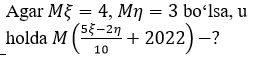 Agar Mξ = 4, Mη = 3 bo‘lsa, u
holda M((5ξ−2η)/10 + 2022) −?